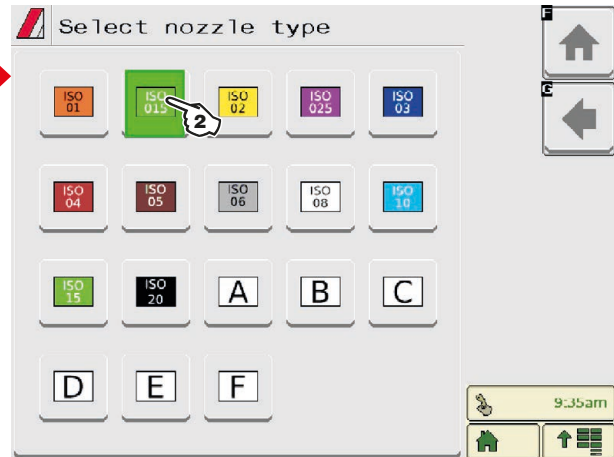 Select nozzle type
F
G
ISO
01
ISO
015
ISO
02
ISO
025
ISO
03
2
ISO
04
ISO
05
ISO
06
ISO
08
ISO
10
ISO
15
ISO
20
A
B
C
D
E
F
9:35am